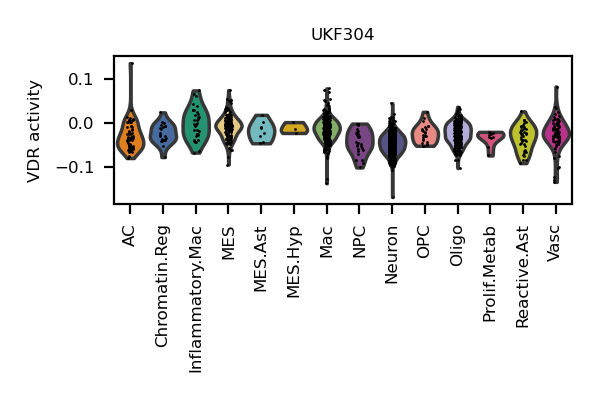 UKF304
VDR activity
0.1
0.0
−0.1
AC
Chromatin.Reg
Inflammatory.Mac
MES
MES.Ast
MES.Hyp
Mac
NPC
Neuron
OPC
Oligo
Prolif.Metab
Reactive.Ast
Vasc